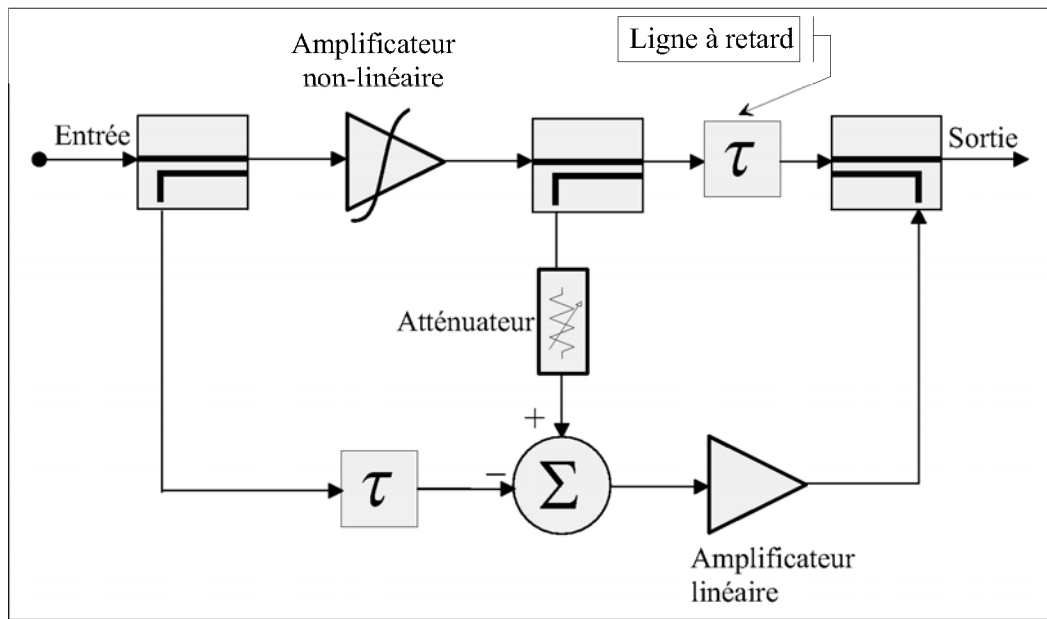 Amplificateur
non-linéaire
Ligne à retard
Entrée
τ
Sortie
Atténuateur
+
τ
−
Σ
Amplificateur
linéaire